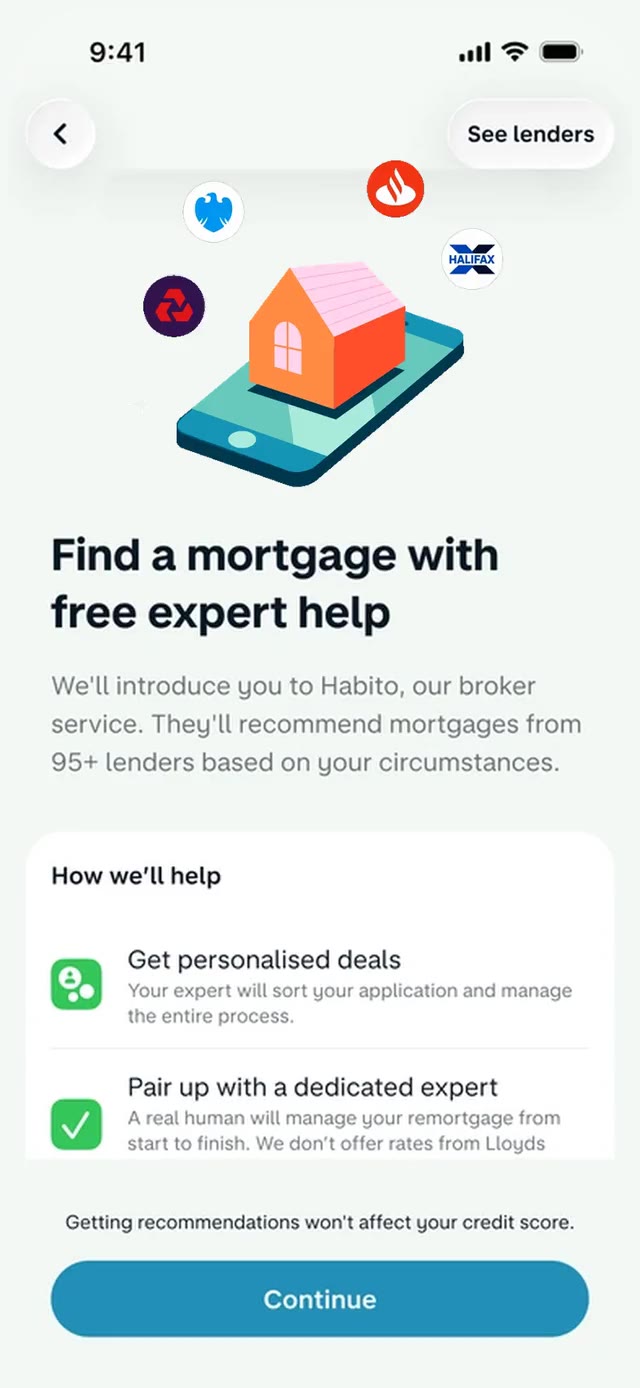 9:41
See lenders
HALIFAX
Find a mortgage with
free expert help
We'll introduce you to Habito, our broker
service. They'll recommend mortgages from
95+ lenders based on your circumstances.
How we’ll help
Get personalised deals
Your expert will sort your application and manage
the entire process.
Pair up with a dedicated expert
A real human will manage your remortgage from
start to finish. We don’t offer rates from Lloyds
Getting recommendations won't affect your credit score.
Continue